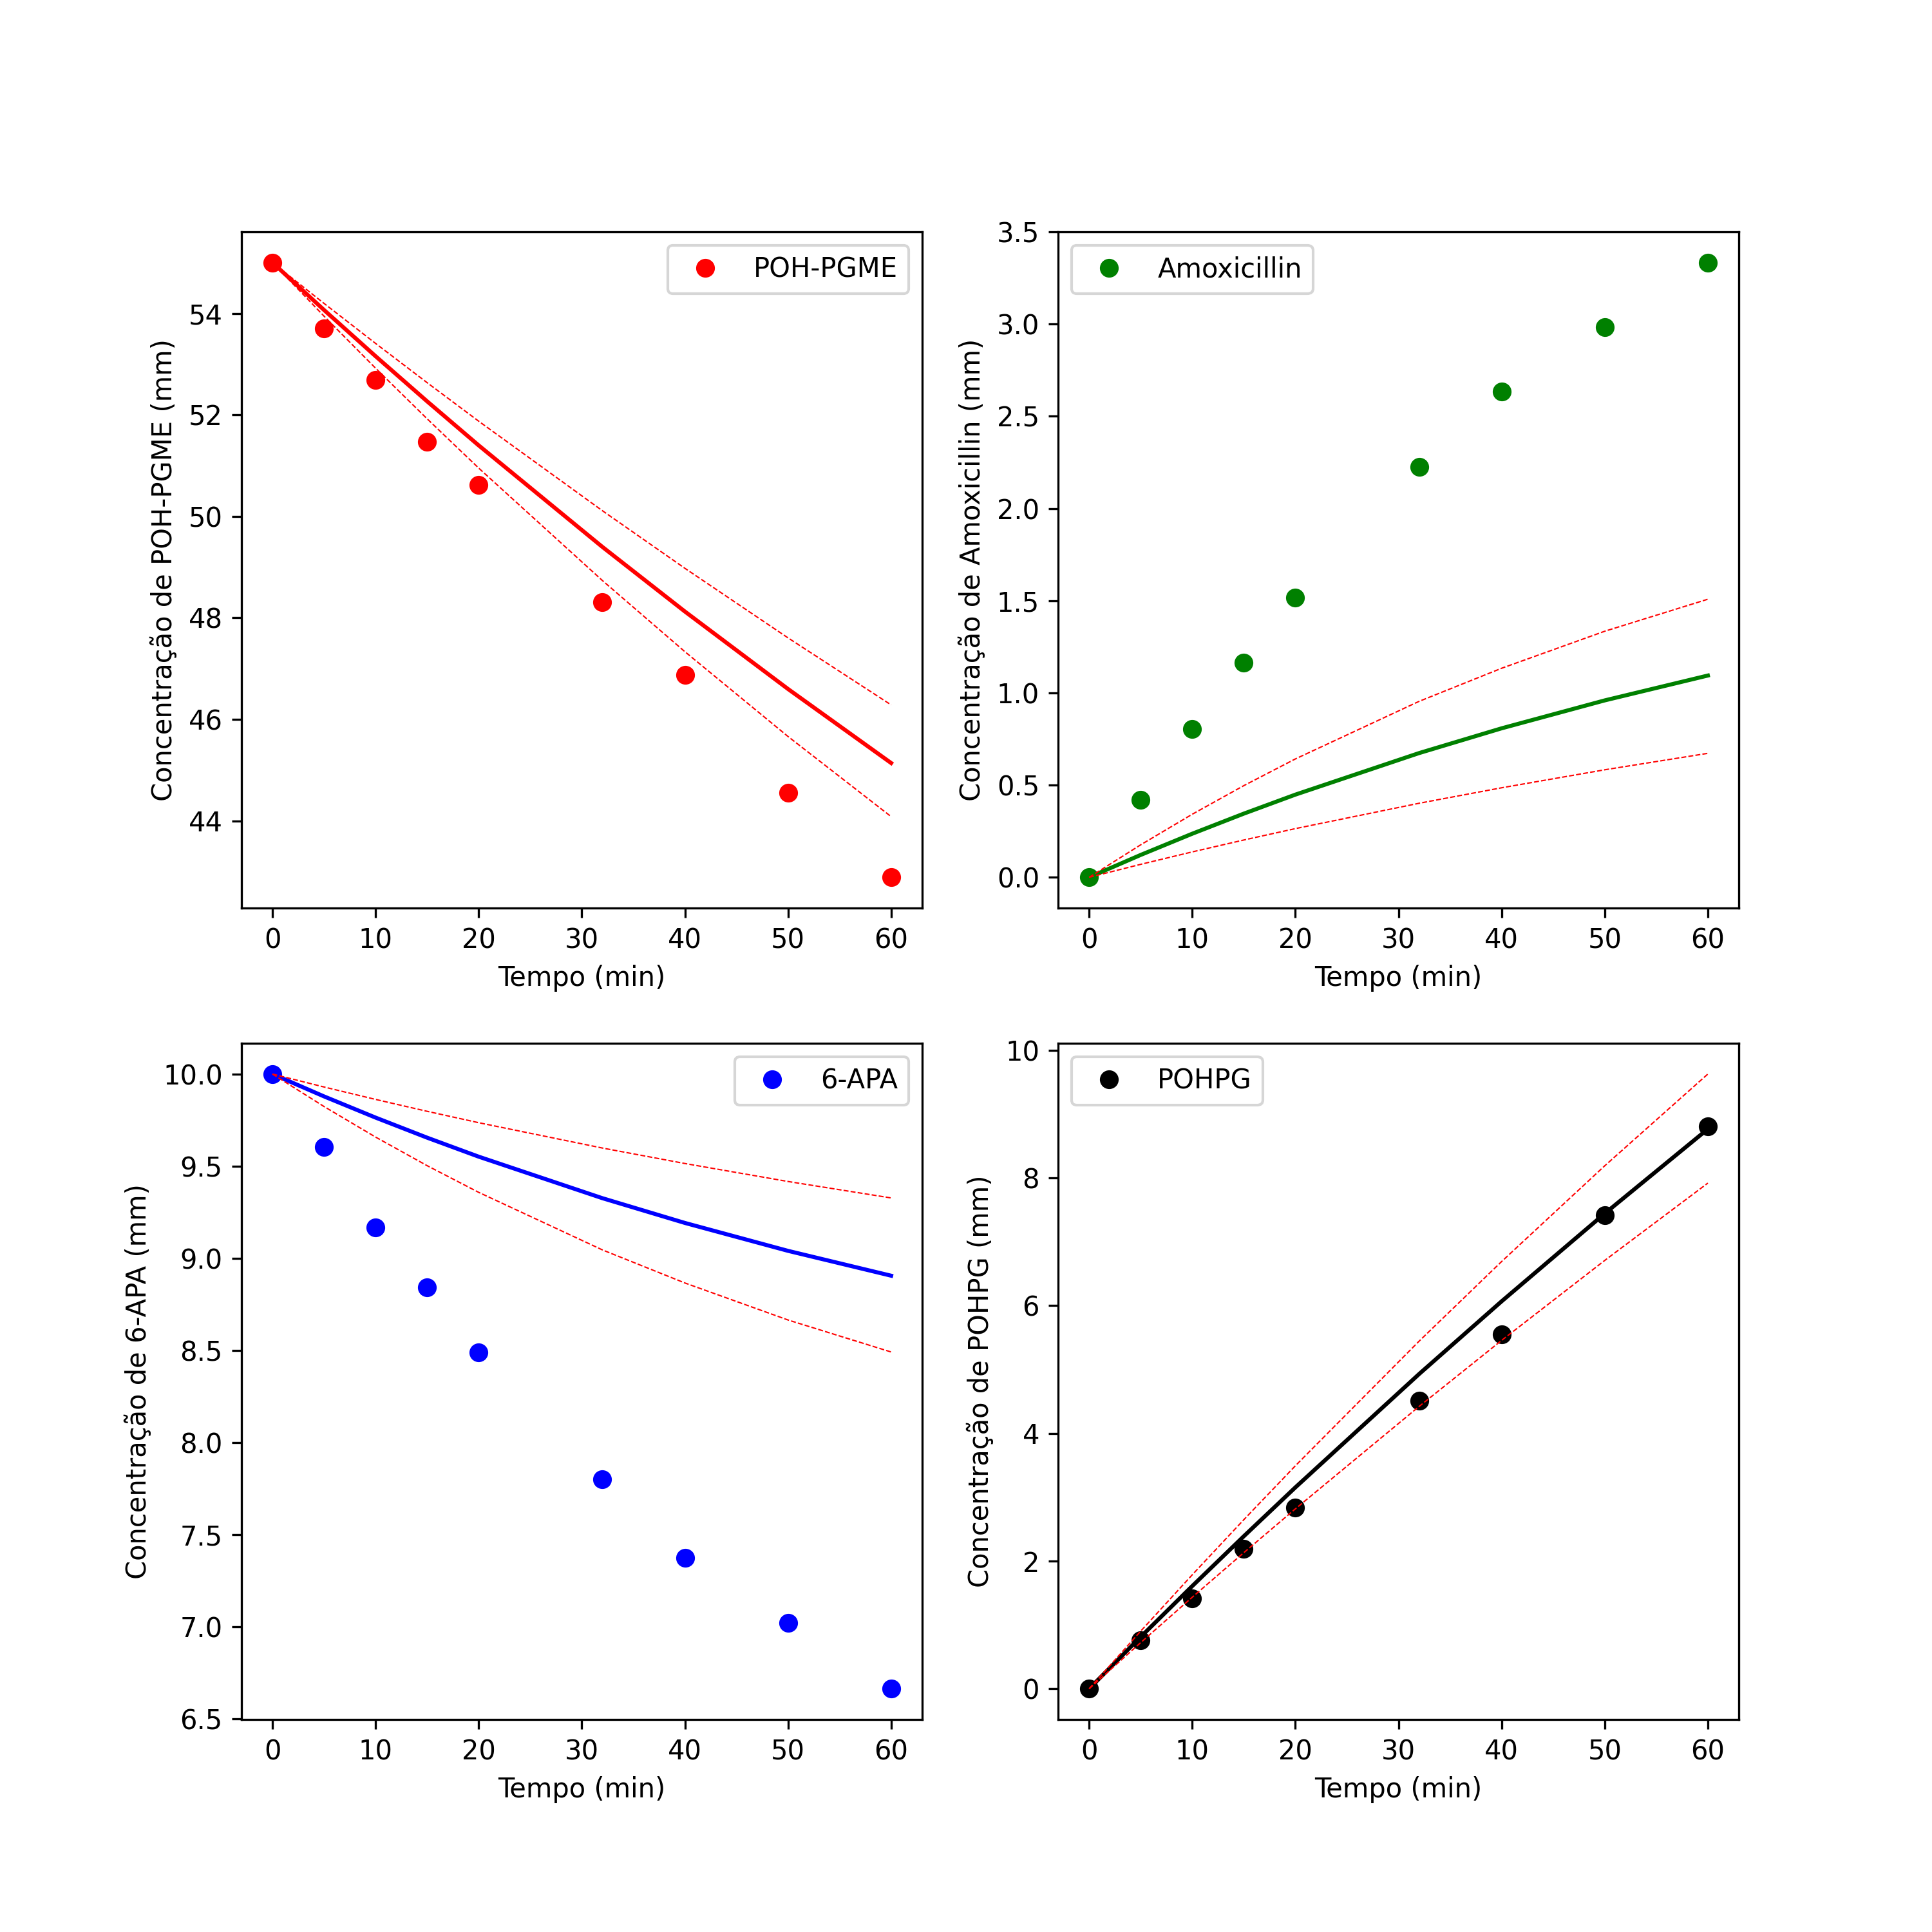 POH-PGME
54
52
50
48
46
44
Concentração de POH-PGME (mm)
0 10 20 30 40 50 60
Tempo (min)
Amoxicillin
3.5
3.0
2.5
2.0
1.5
1.0
0.5
0.0
Concentração de Amoxicillin (mm)
0 10 20 30 40 50 60
Tempo (min)
6-APA
10.0
9.5
9.0
8.5
8.0
7.5
7.0
6.5
Concentração de 6-APA (mm)
0 10 20 30 40 50 60
Tempo (min)
POHPG
10
8
6
4
2
0
Concentração de POHPG (mm)
0 10 20 30 40 50 60
Tempo (min)